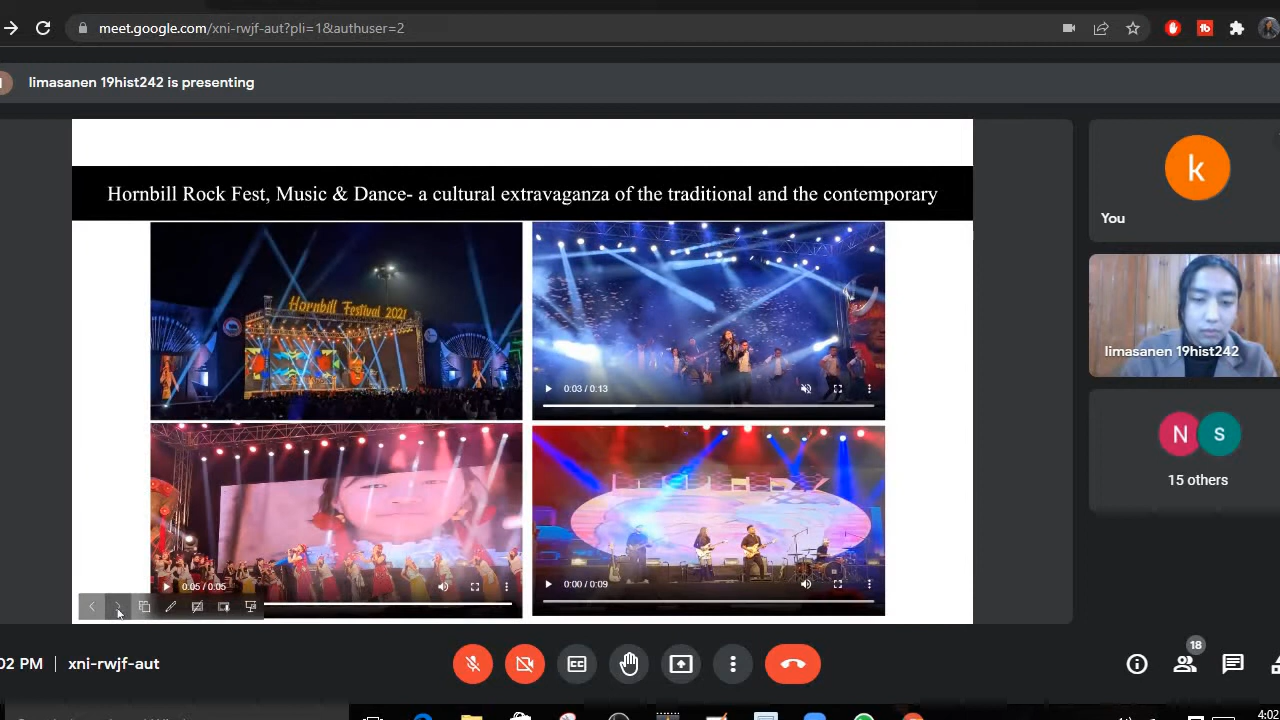 meet.google.com/xni-rwjf-aut?pli=1&authuser=2
limasanen 19hist242 is presenting
Hornbill Rock Fest, Music & Dance- a cultural extravaganza of the traditional and the contemporary
Hornbill Festival 2021
0:03 / 0:13
0:05 / 0:05
0:00 / 0:09
k
You
limasanen 19hist242
N
S
15 others
02 PM
xni-rwjf-aut
CC
18
4:02